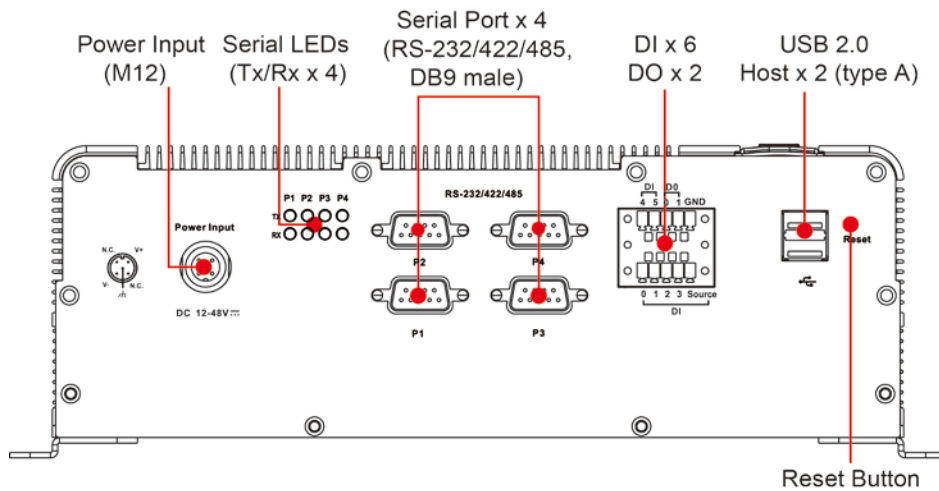 Power Input
(M12)
Serial LEDs
(Tx/Rx x 4)
Serial Port x 4
(RS-232/422/485,
DB9 male)
DI x 6
DO x 2
USB 2.0
Host x 2 (type A)
P1 P2 P3 P4
TX
RX
RS-232/422/485
DI D0
4 5 0 1 GND
Power Input
N.C. V+
V- N.C.
DC 12-48V
P2
P4
P1
P3
0 1 2 3 Source
DI
Reset
Reset Button